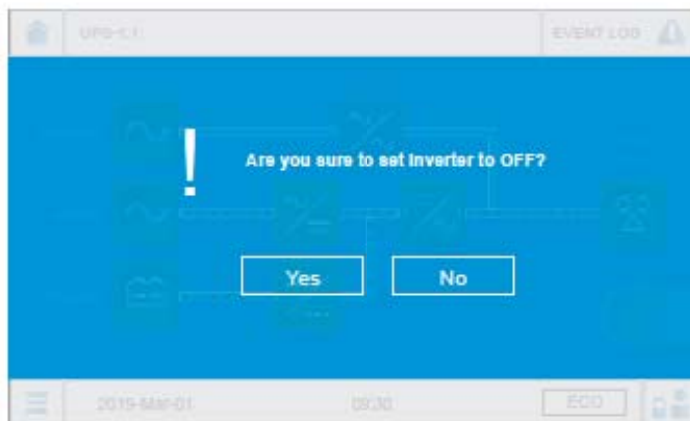 UPS-1.1
EVENT LOG
Are you sure to set Inverter to OFF?
Yes
No
2019-Mar-01
09:30
ECO